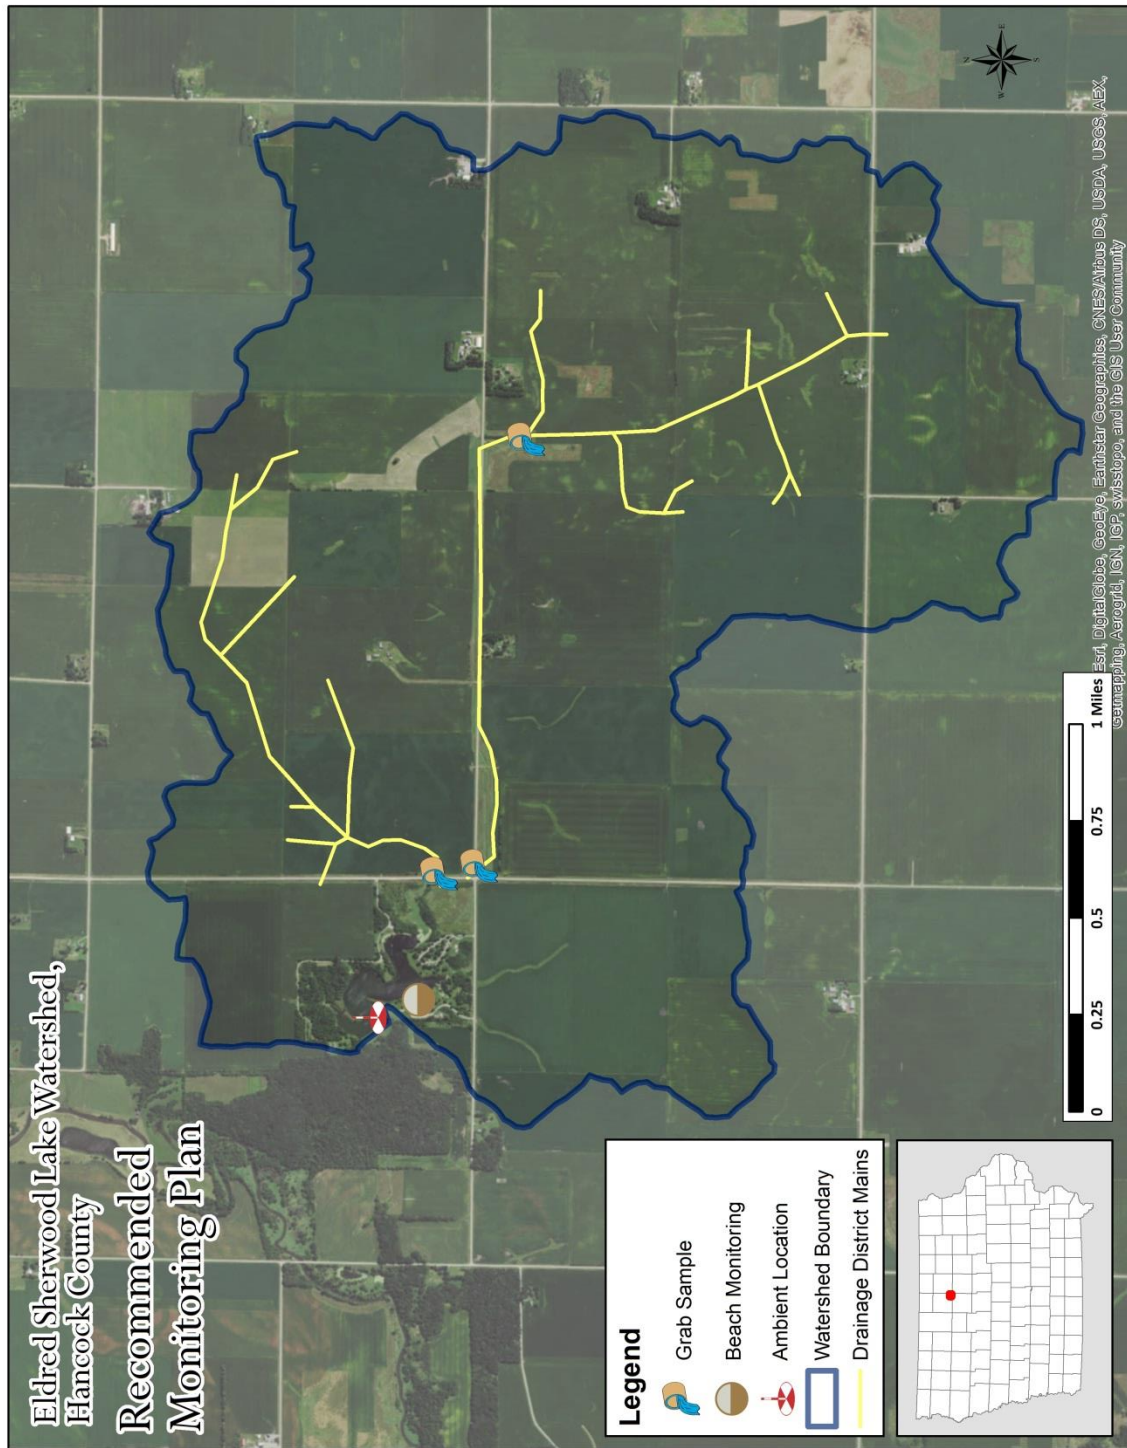 Eldred Sherwood Lake Watershed,
Hancock County
Recommended
Monitoring Plan
N
E
S
W
Legend
Grab Sample
Beach Monitoring
Ambient Location
Watershed Boundary
Drainage District Mains
0
0.25
0.5
0.75
1 Miles
Esri, DigitalGlobe, GeoEye, Earthstar Geographics, CNES/Airbus DS, USDA, USGS, AEX,
Getmapping, Aerogrid, IGN, IGP, swisstopo, and the GIS User Community